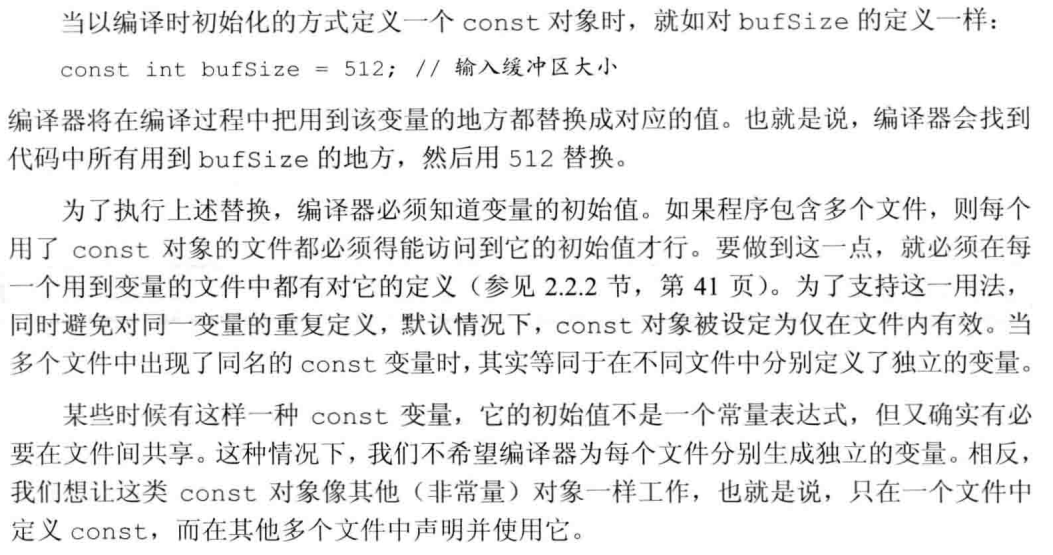 当以编译时初始化的方式定义一个 const 对象时，就如对 bufSize 的定义一样：
const int bufSize = 512; // 输入缓冲区大小
编译器将在编译过程中把用到该变量的地方都替换成对应的值。也就是说，编译器会找到
代码中所有用到 bufSize 的地方，然后用 512 替换。
为了执行上述替换，编译器必须知道变量的初始值。如果程序包含多个文件，则每个
用了 const 对象的文件都必须得能访问到它的初始值才行。要做到这一点，就必须在每
一个用到变量的文件中都有对它的定义（参见 2.2.2 节，第 41 页）。为了支持这一用法，
同时避免对同一变量的重复定义，默认情况下，const 对象被设定为仅在文件内有效。当
多个文件中出现了同名的 const 变量时，其实等同于在不同文件中分别定义了独立的变量。
某些时候有这样一种 const 变量，它的初始值不是一个常量表达式，但又确实有必
要在文件间共享。这种情况下，我们不希望编译器为每个文件分别生成独立的变量。相反，
我们想让这类 const 对象像其他（非常量）对象一样工作，也就是说，只在一个文件中
定义 const，而在其他多个文件中声明并使用它。